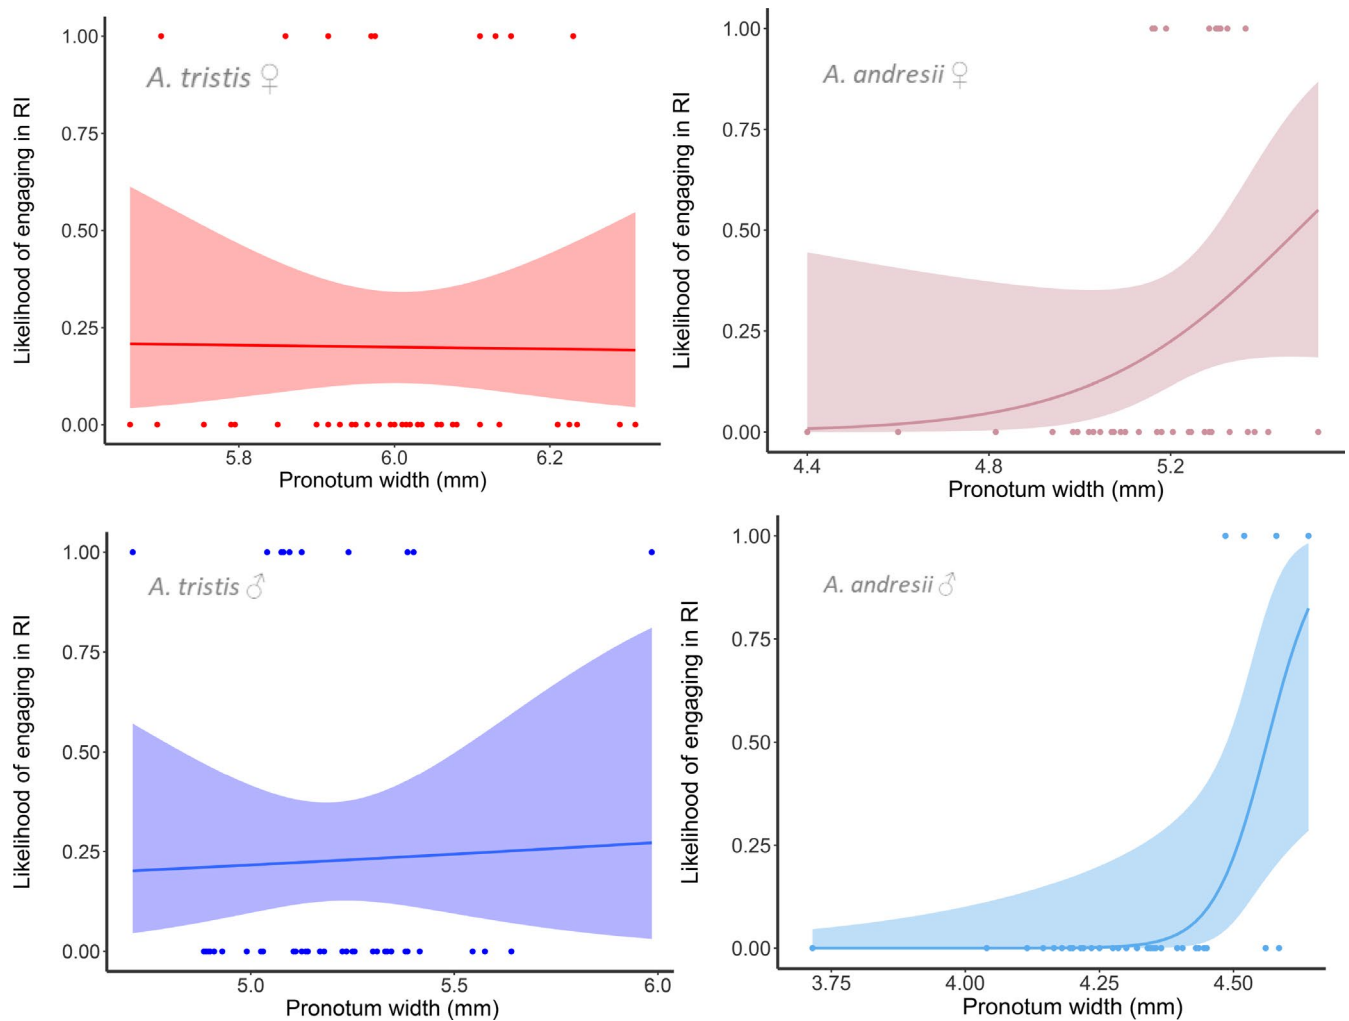 Likelihood of engaging in RI
1.00
0.75
0.50
0.25
0.00
A. tristis ♀
5.8 6.0 6.2
Pronotum width (mm)
Likelihood of engaging in RI
1.00
0.75
0.50
0.25
0.00
A. andresii ♀
4.4 4.8 5.2
Pronotum width (mm)
Likelihood of engaging in RI
1.00
0.75
0.50
0.25
0.00
A. tristis ♂
5.0 5.5 6.0
Pronotum width (mm)
Likelihood of engaging in RI
1.00
0.75
0.50
0.25
0.00
A. andresii ♂
3.75 4.00 4.25 4.50
Pronotum width (mm)